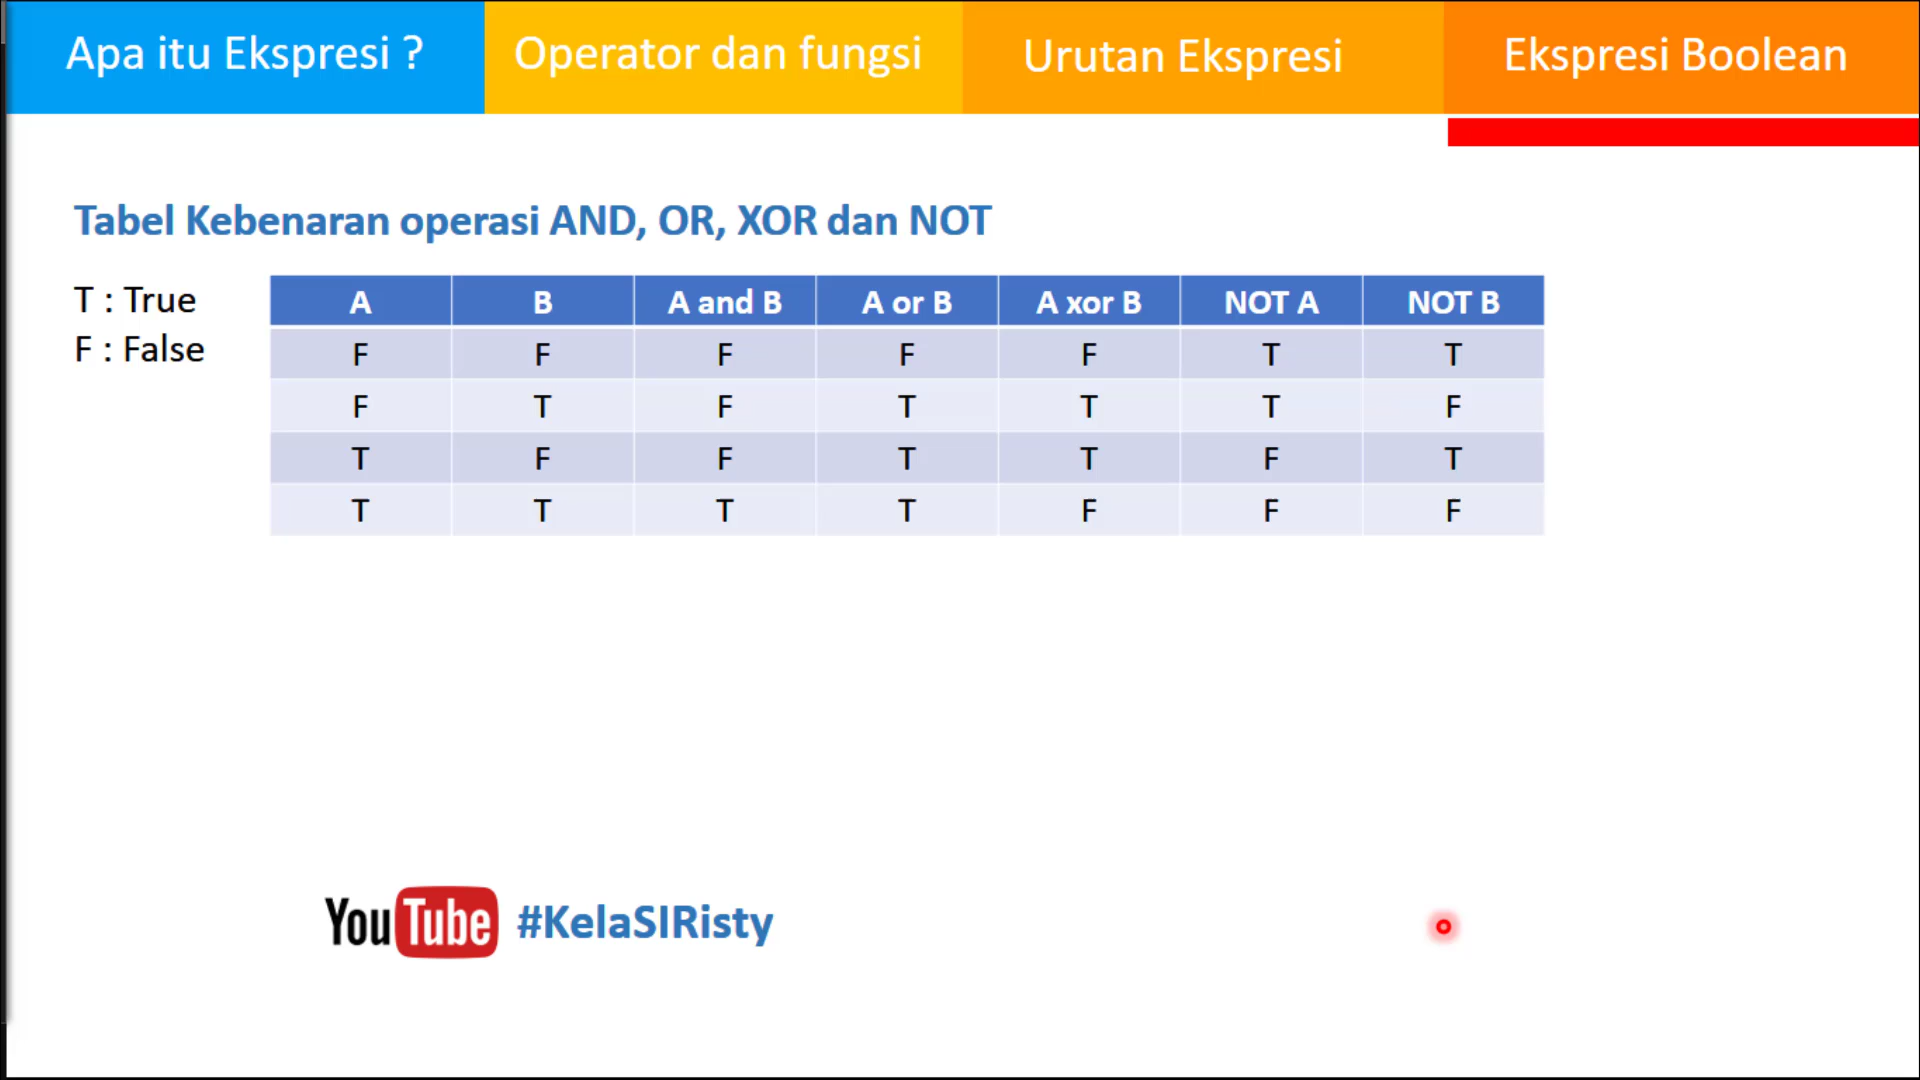 Apa itu Ekspresi ?
Operator dan fungsi
Urutan Ekspresi
Ekspresi Boolean
Tabel Kebenaran operasi AND, OR, XOR dan NOT
T : True
F : False
A B A and B A or B A xor B NOT A NOT B
F F F F F T T
F T F T T T F
T F F T T F T
T T T T F F F
YouTube #KelaSIRisty